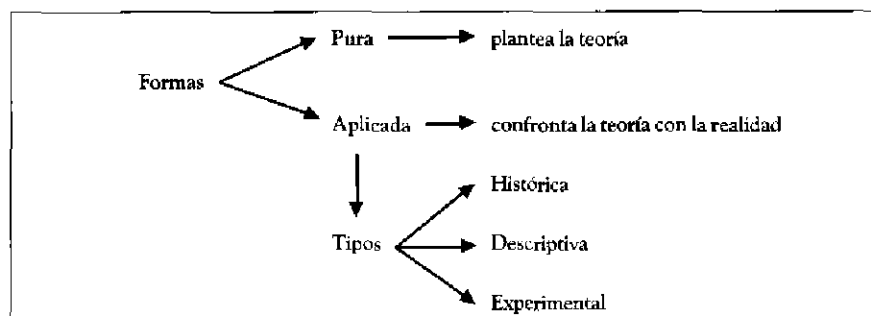 Pura plantea la teoría
Formas
Aplicada confronta la teoría con la realidad
Histórica
Tipos Descriptiva
Experimental